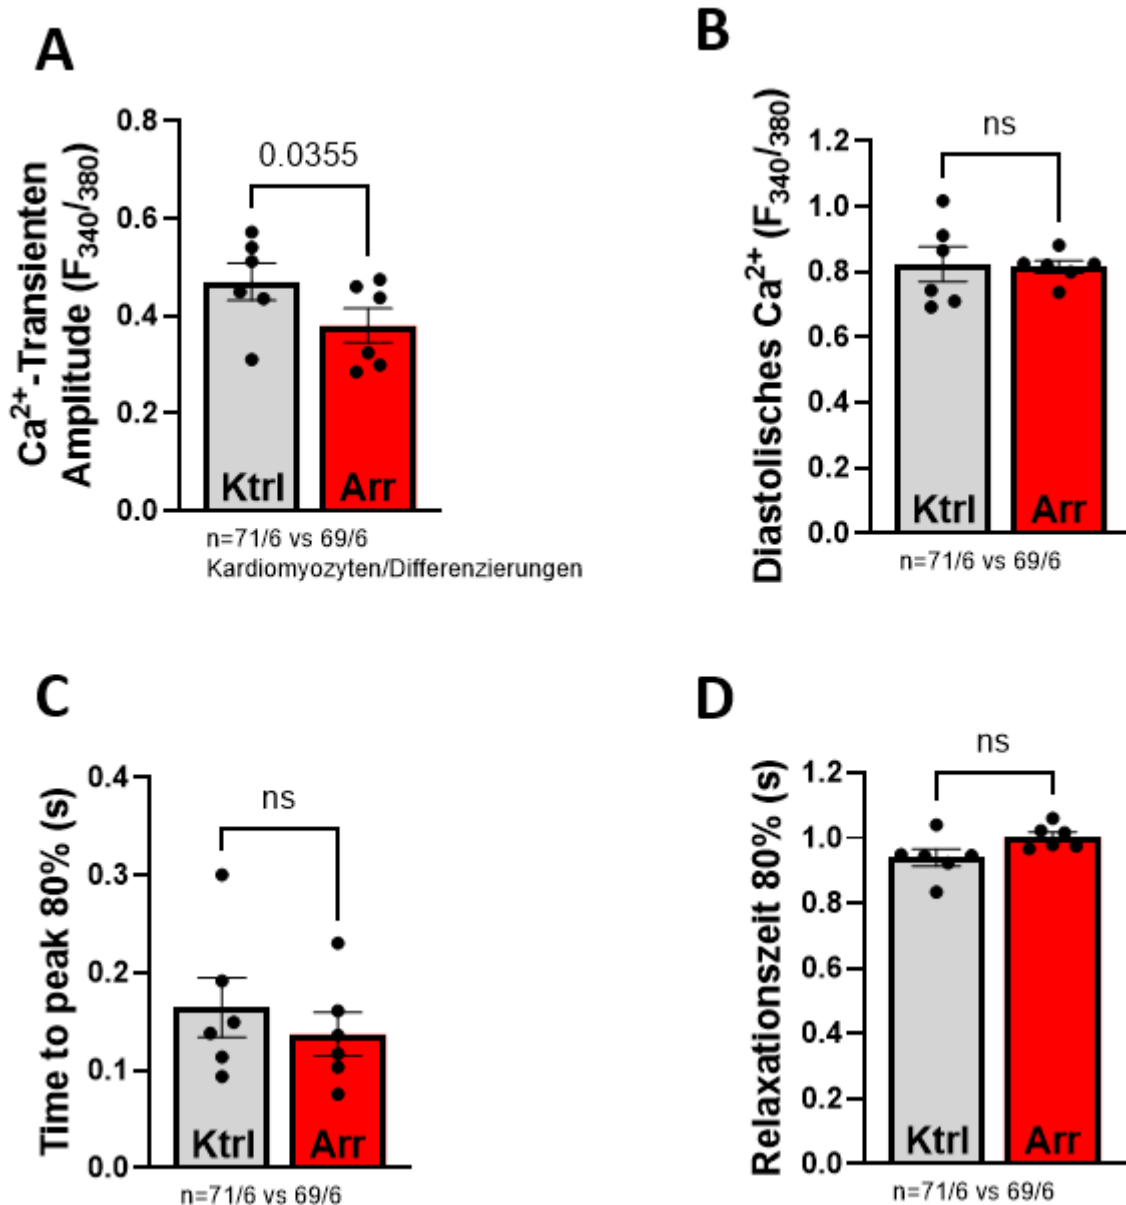 A
Ca²⁺-Transienten
Amplitude (F₃₄₀/₃₈₀)
0.8
0.6
0.4
0.2
0.0
0.0355
Ktrl
Arr
n=71/6 vs 69/6
Kardiomyozyten/Differenzierungen
B
Diastolisches Ca²⁺ (F₃₄₀/₃₈₀)
1.2
1.0
0.8
0.6
0.4
0.2
0.0
ns
Ktrl
Arr
n=71/6 vs 69/6
C
Time to peak 80% (s)
0.4
0.3
0.2
0.1
0.0
ns
Ktrl
Arr
n=71/6 vs 69/6
D
Relaxationszeit 80% (s)
1.2
1.0
0.8
0.6
0.4
0.2
0.0
ns
Ktrl
Arr
n=71/6 vs 69/6